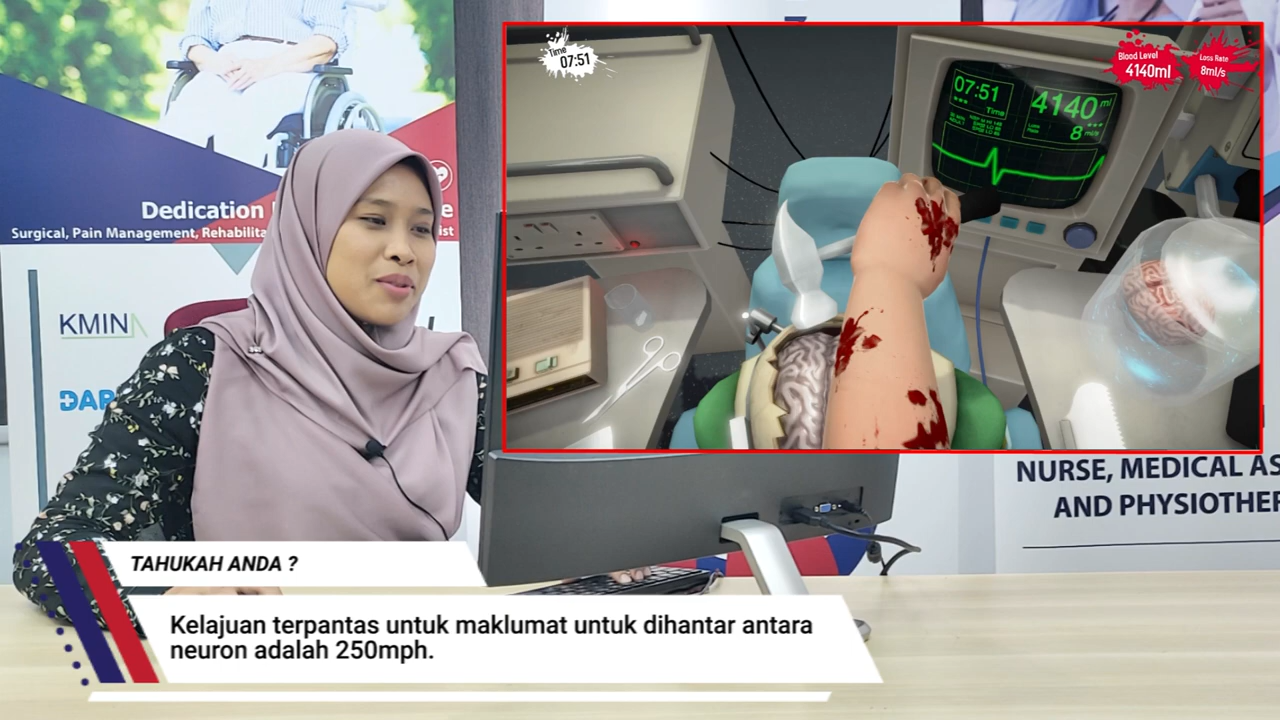 Dedication
Surgical, Pain Management, Rehabilita
KMIN
DAR
Time
07:51
07:51
Time
4140 ml
8 ml/s
Blood Level
4140ml
Loss Rate
8ml/s
NURSE, MEDICAL AS
AND PHYSIOTHER
TAHUKAH ANDA ?
Kelajuan terpantas untuk maklumat untuk dihantar antara
neuron adalah 250mph.